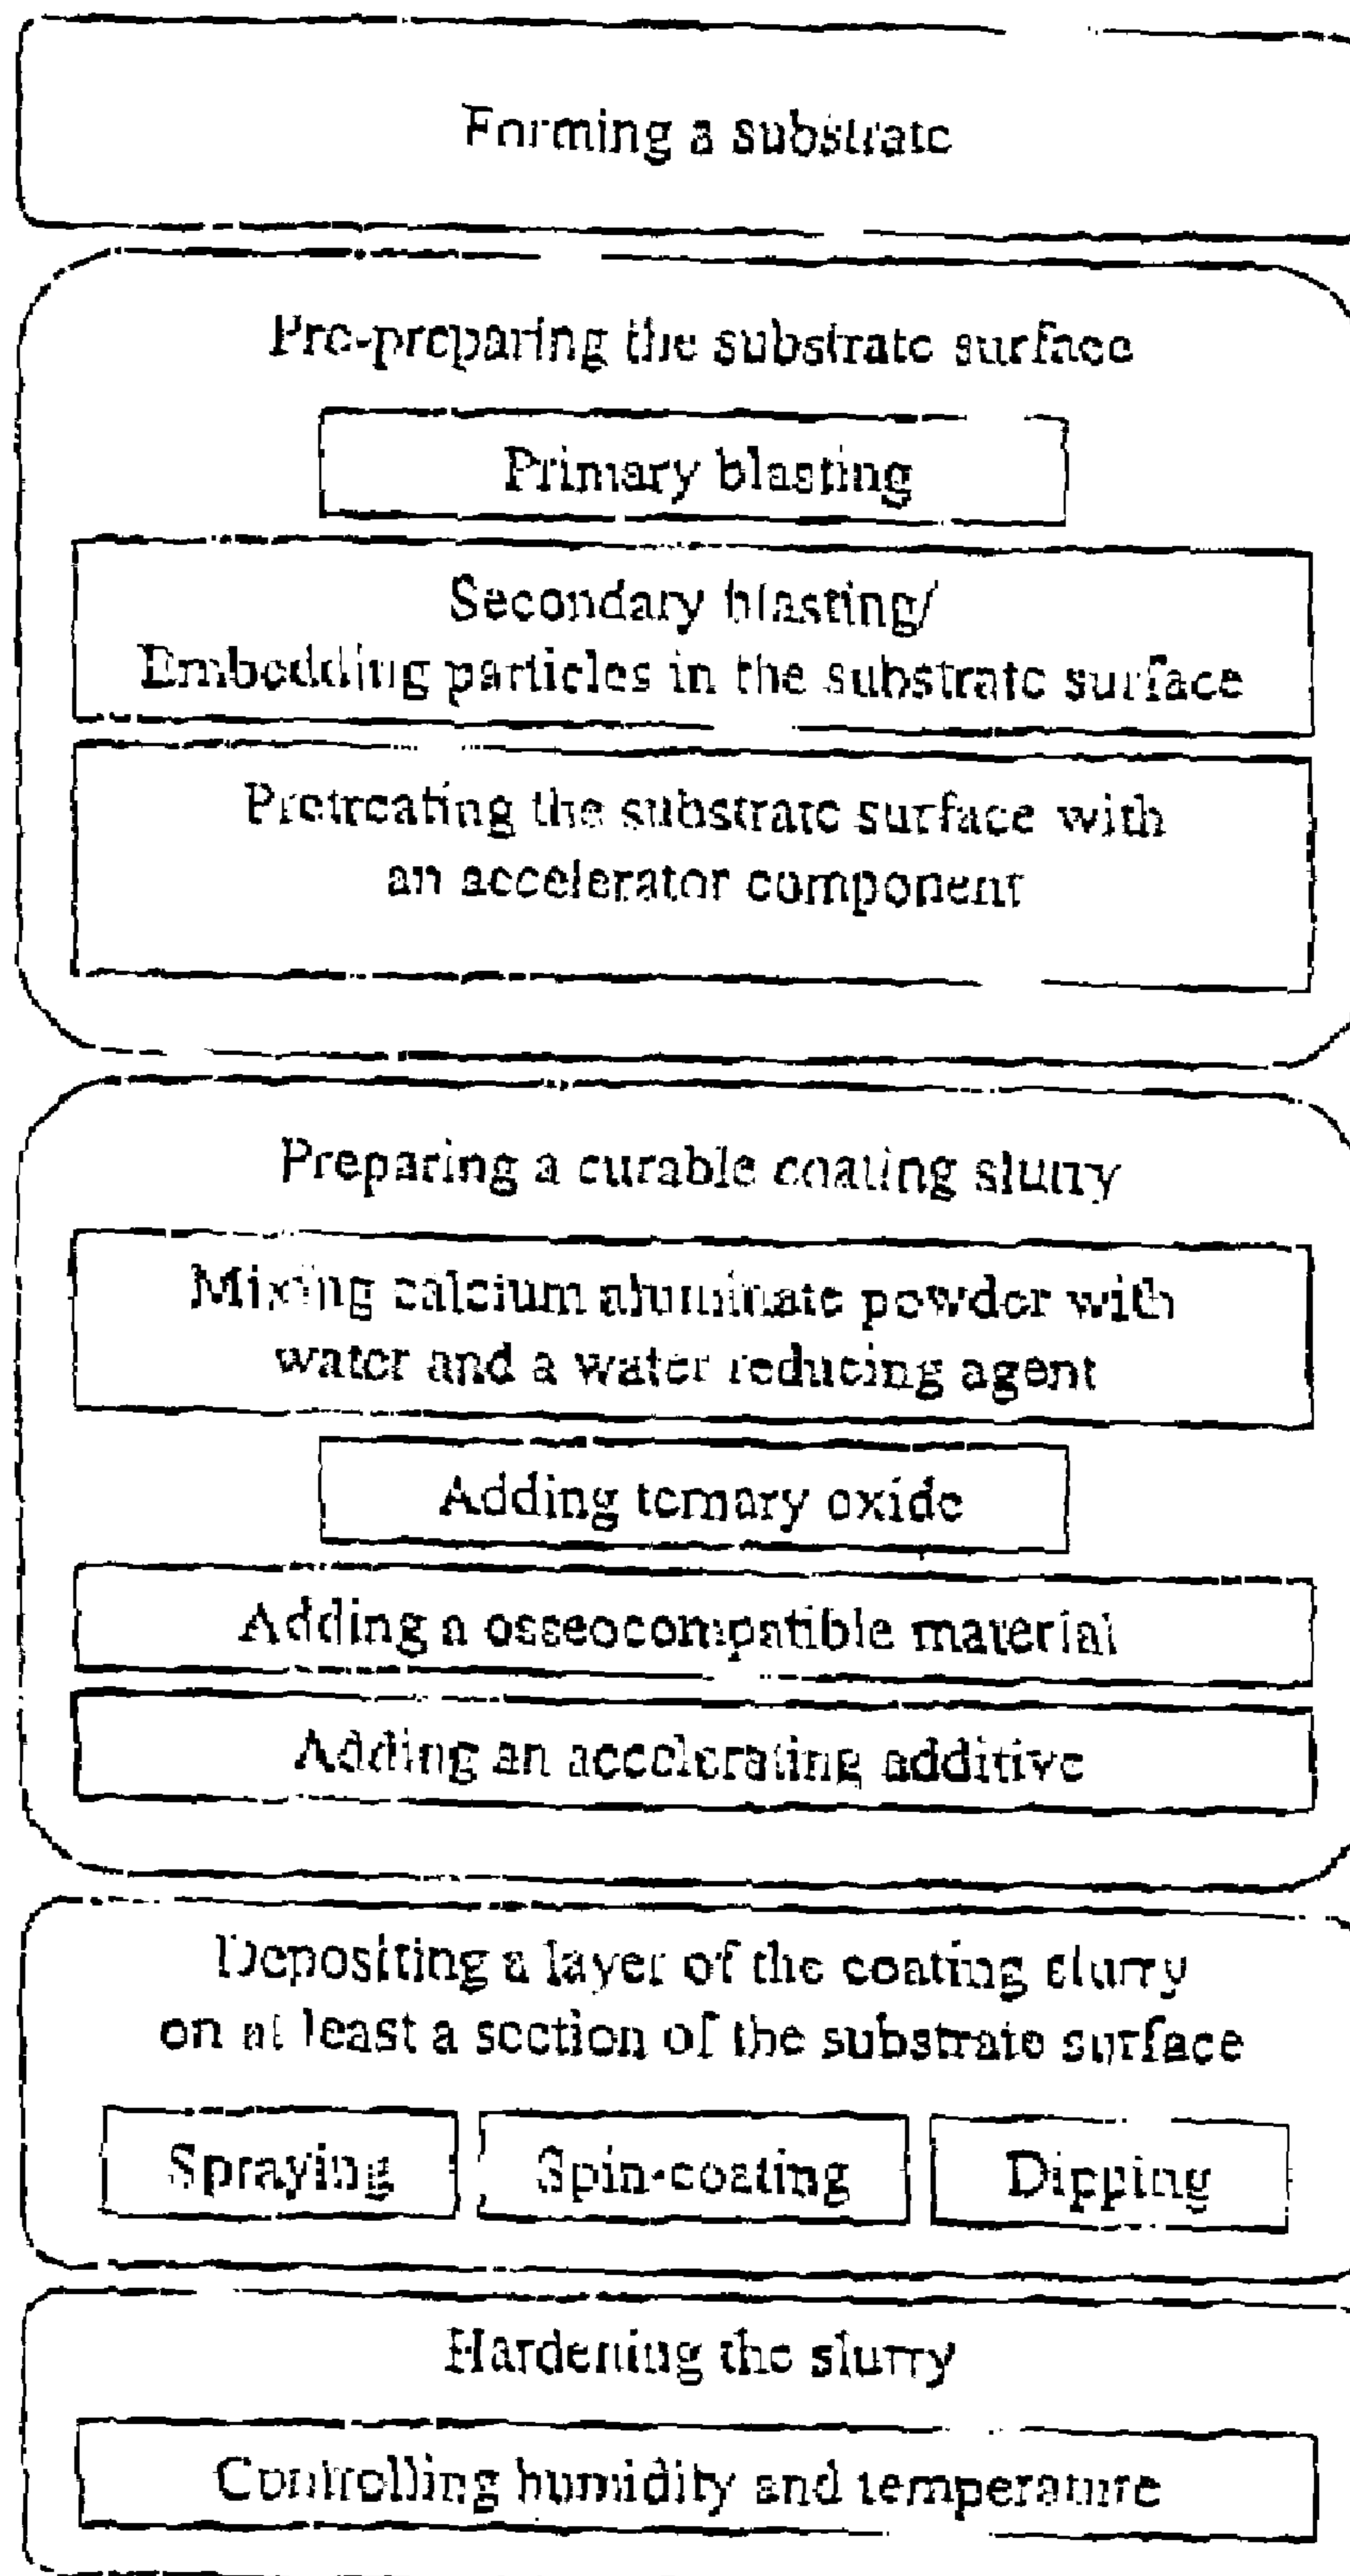 Forming a substrate
Pre-preparing the substrate surface
Primary blasting
Secondary blasting/
Embedding particles in the substrate surface
Pretreating the substrate surface with
an accelerator component
Preparing a curable coating slurry
Mixing calcium aluminate powder with
water and a water reducing agent
Adding ternary oxide
Adding a osseocompatible material
Adding an accelerating additive
Depositing a layer of the coating slurry
on at least a section of the substrate surface
Spraying
Spin-coating
Dipping
Hardening the slurry
Controlling humidity and temperature